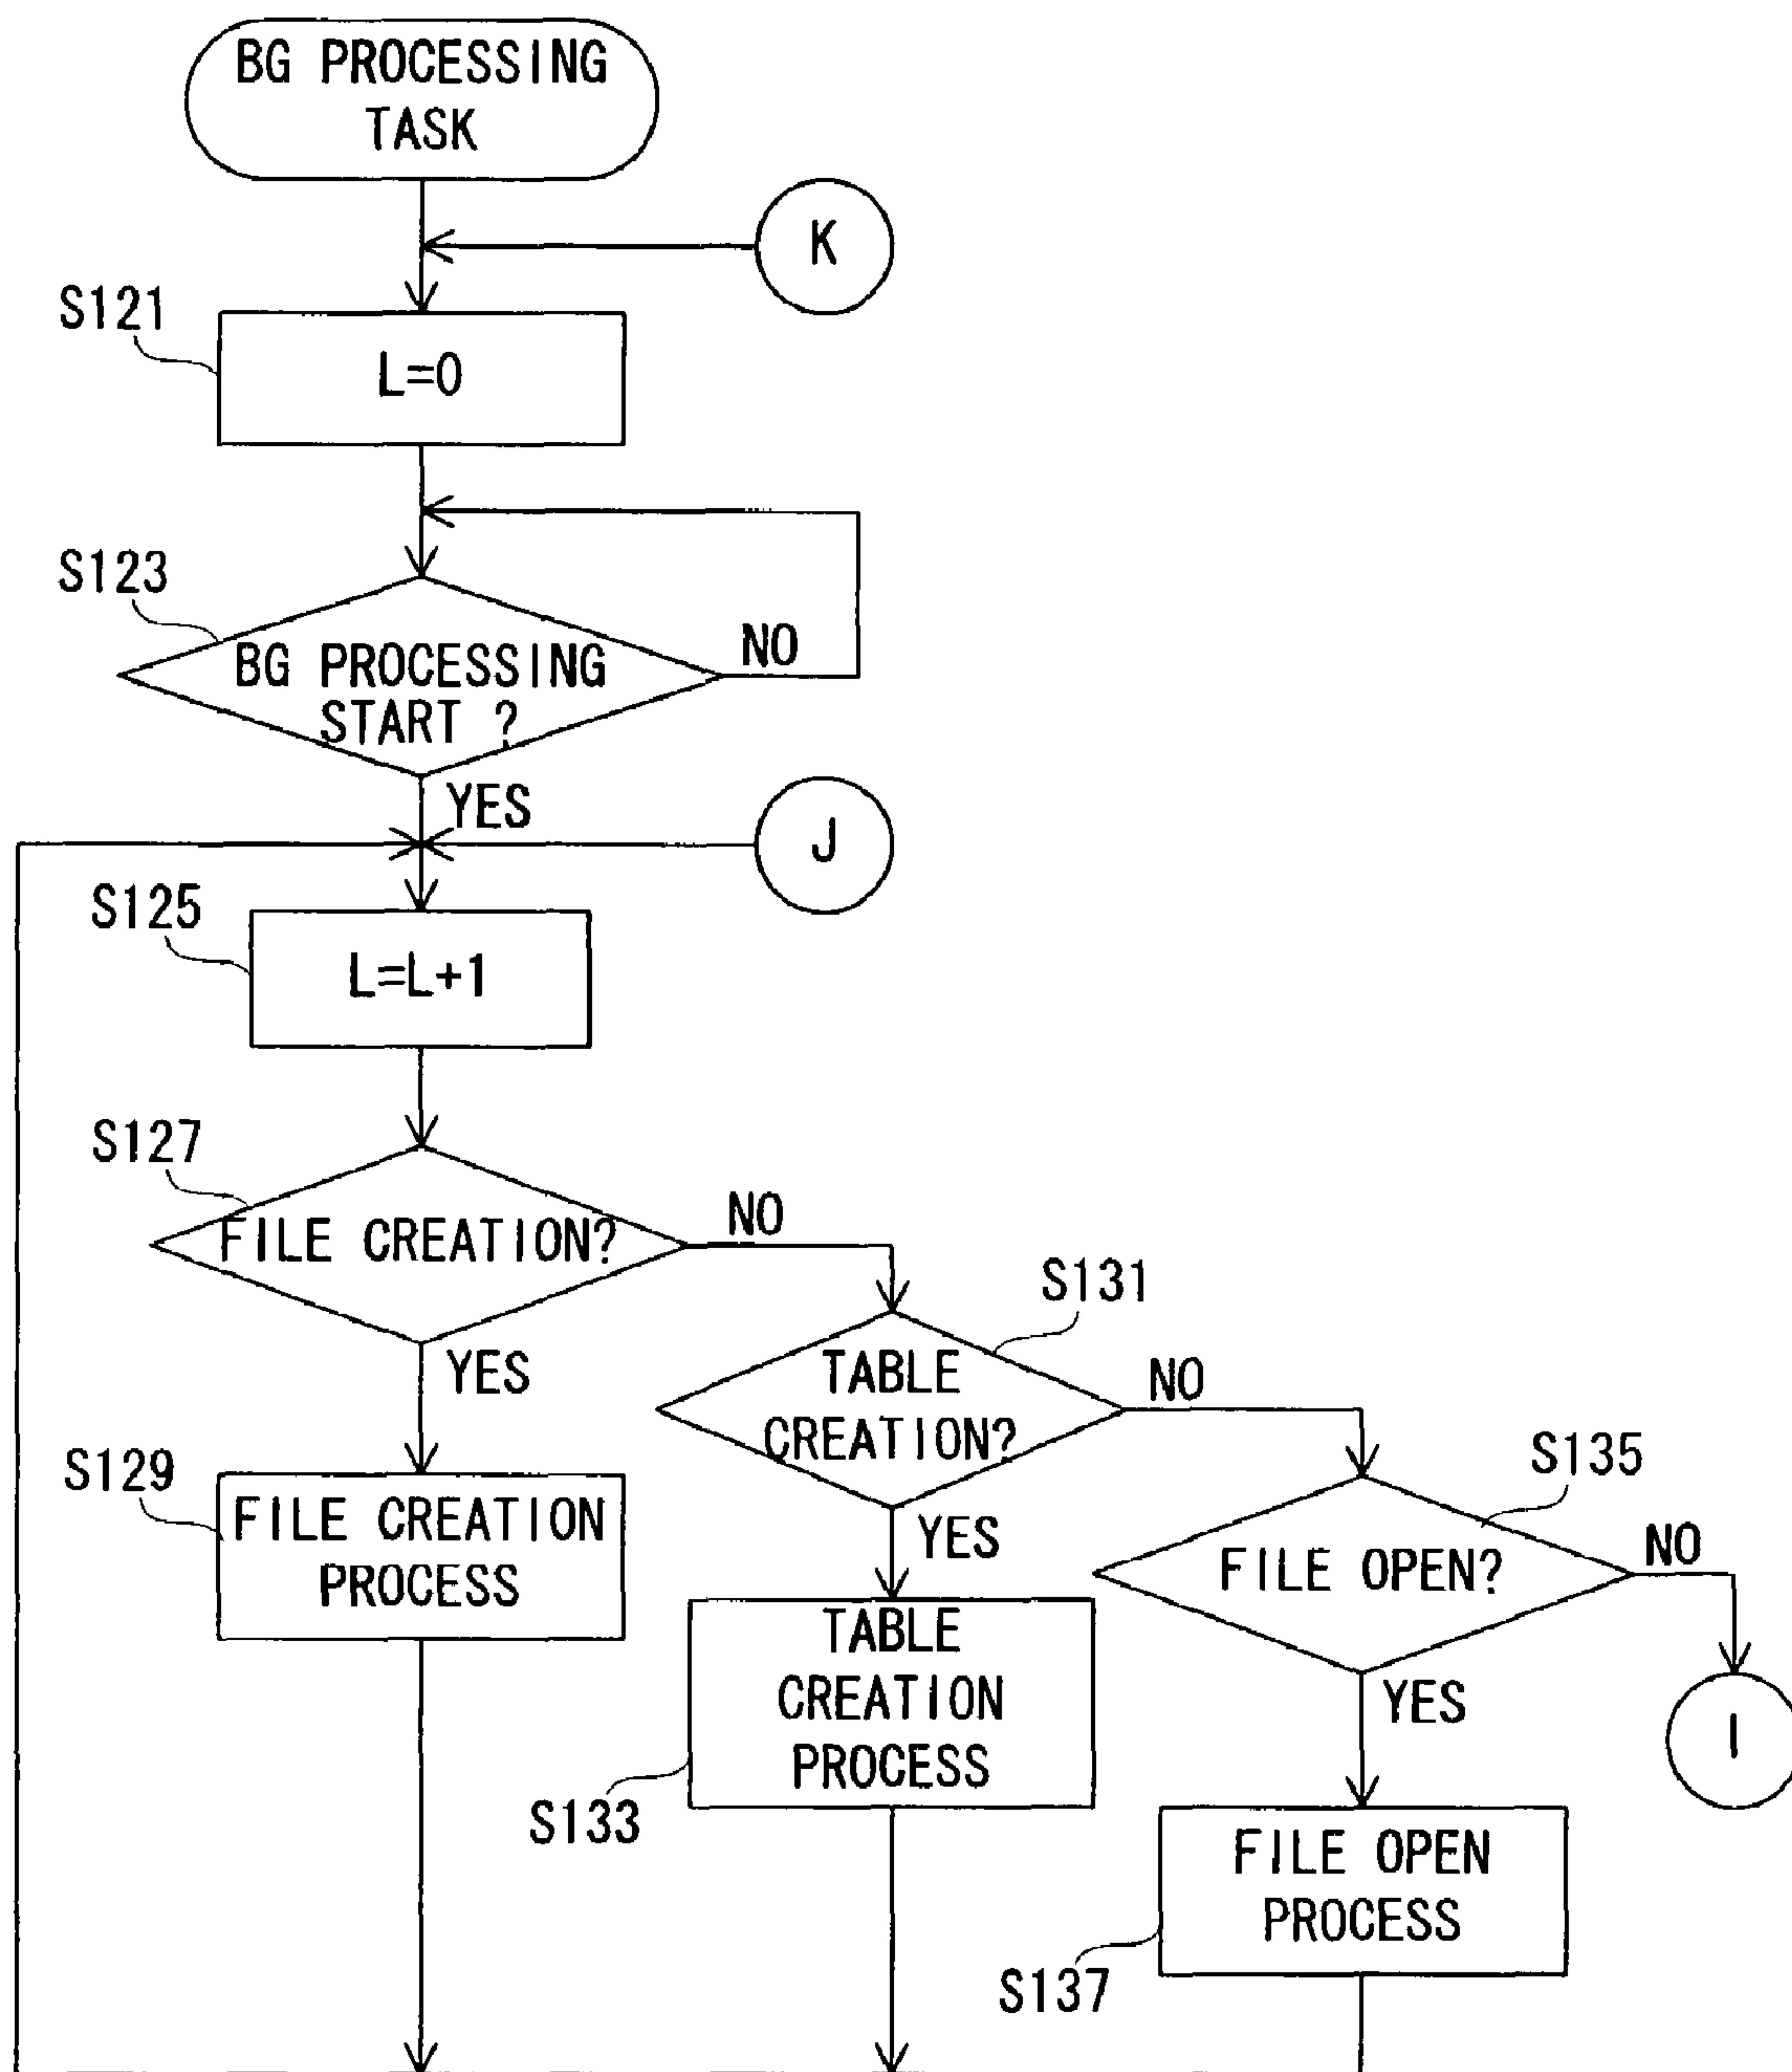 BG PROCESSING
TASK
K
S121
L=0
S123
BG PROCESSING
START ?
NO
YES
J
S125
L=L+1
S127
FILE CREATION?
NO
YES
S131
TABLE
CREATION?
NO
YES
S129
FILE CREATION
PROCESS
S135
FILE OPEN?
NO
YES
I
TABLE
CREATION
PROCESS
S133
FILE OPEN
PROCESS
S137